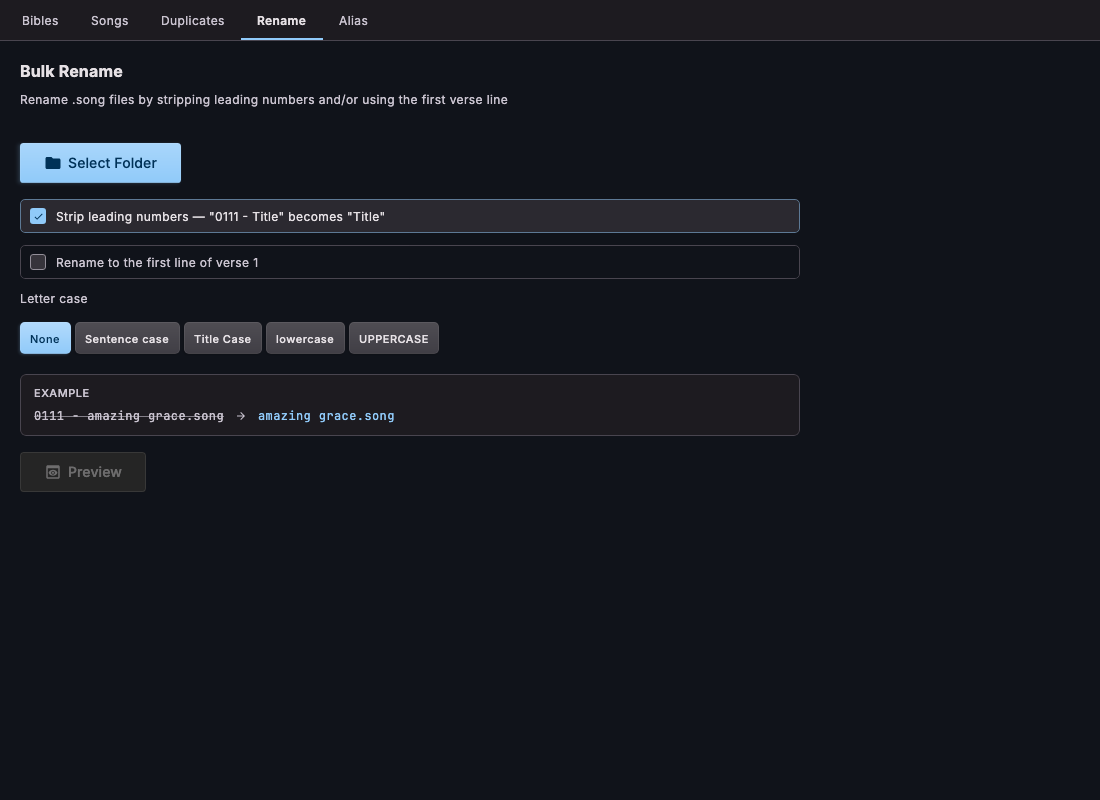 Bibles Songs Duplicates Rename Alias
Bulk Rename
Rename .song files by stripping leading numbers and/or using the first verse line
Select Folder
Strip leading numbers — "0111 - Title" becomes "Title"
Rename to the first line of verse 1
Letter case
None Sentence case Title Case lowercase UPPERCASE
EXAMPLE
0111 - amazing grace.song → amazing grace.song
Preview